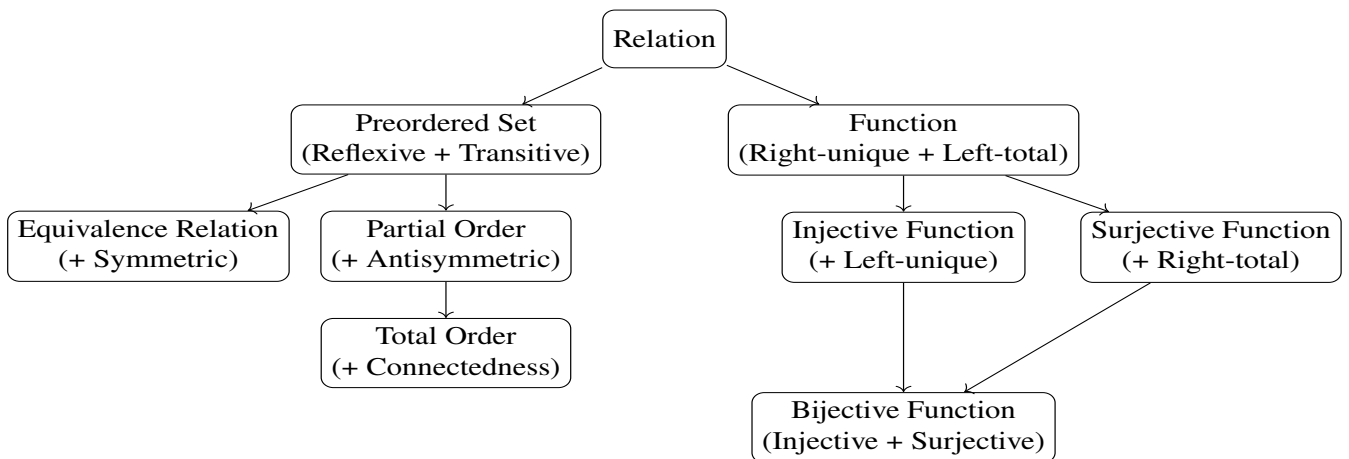 Relation
Preordered Set
(Reflexive + Transitive)
Function
(Right-unique + Left-total)
Equivalence Relation
(+ Symmetric)
Partial Order
(+ Antisymmetric)
Injective Function
(+ Left-unique)
Surjective Function
(+ Right-total)
Total Order
(+ Connectedness)
Bijective Function
(Injective + Surjective)